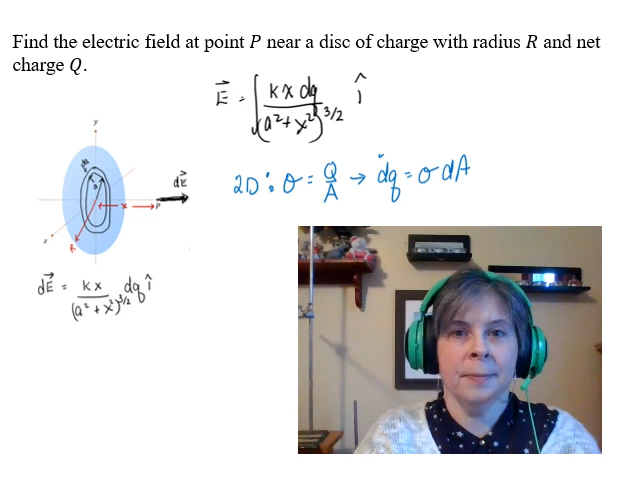 Find the electric field at point P near a disc of charge with radius R and net
charge Q.
E⃗ = ∫ kx dq / (a² + x²)^3/2 î
2D: σ = Q/A → dq = σ dA
y
dE⃗
a
x
P
z
R
dE⃗ = kx / (a² + x²)^3/2 dq î